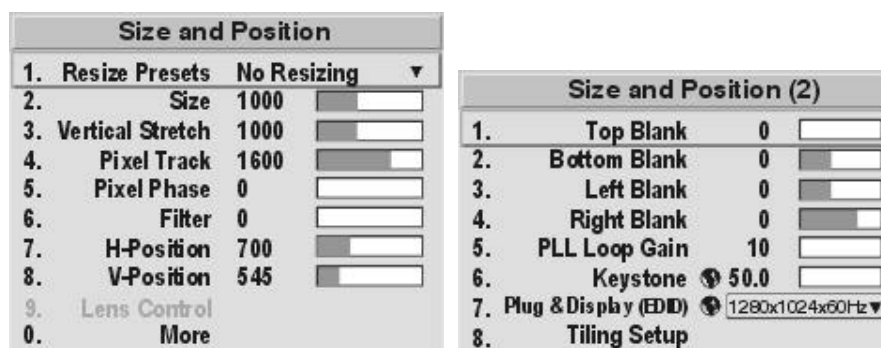 Size and Position
1. Resize Presets No Resizing
2. Size 1000
3. Vertical Stretch 1000
4. Pixel Track 1600
5. Pixel Phase 0
6. Filter 0
7. H-Position 700
8. V-Position 545
9. Lens Control
0. More
Size and Position (2)
1. Top Blank 0
2. Bottom Blank 0
3. Left Blank 0
4. Right Blank 0
5. PLL Loop Gain 10
6. Keystone 50.0
7. Plug & Display (EDID) 1280x1024x60Hz
8. Tiling Setup